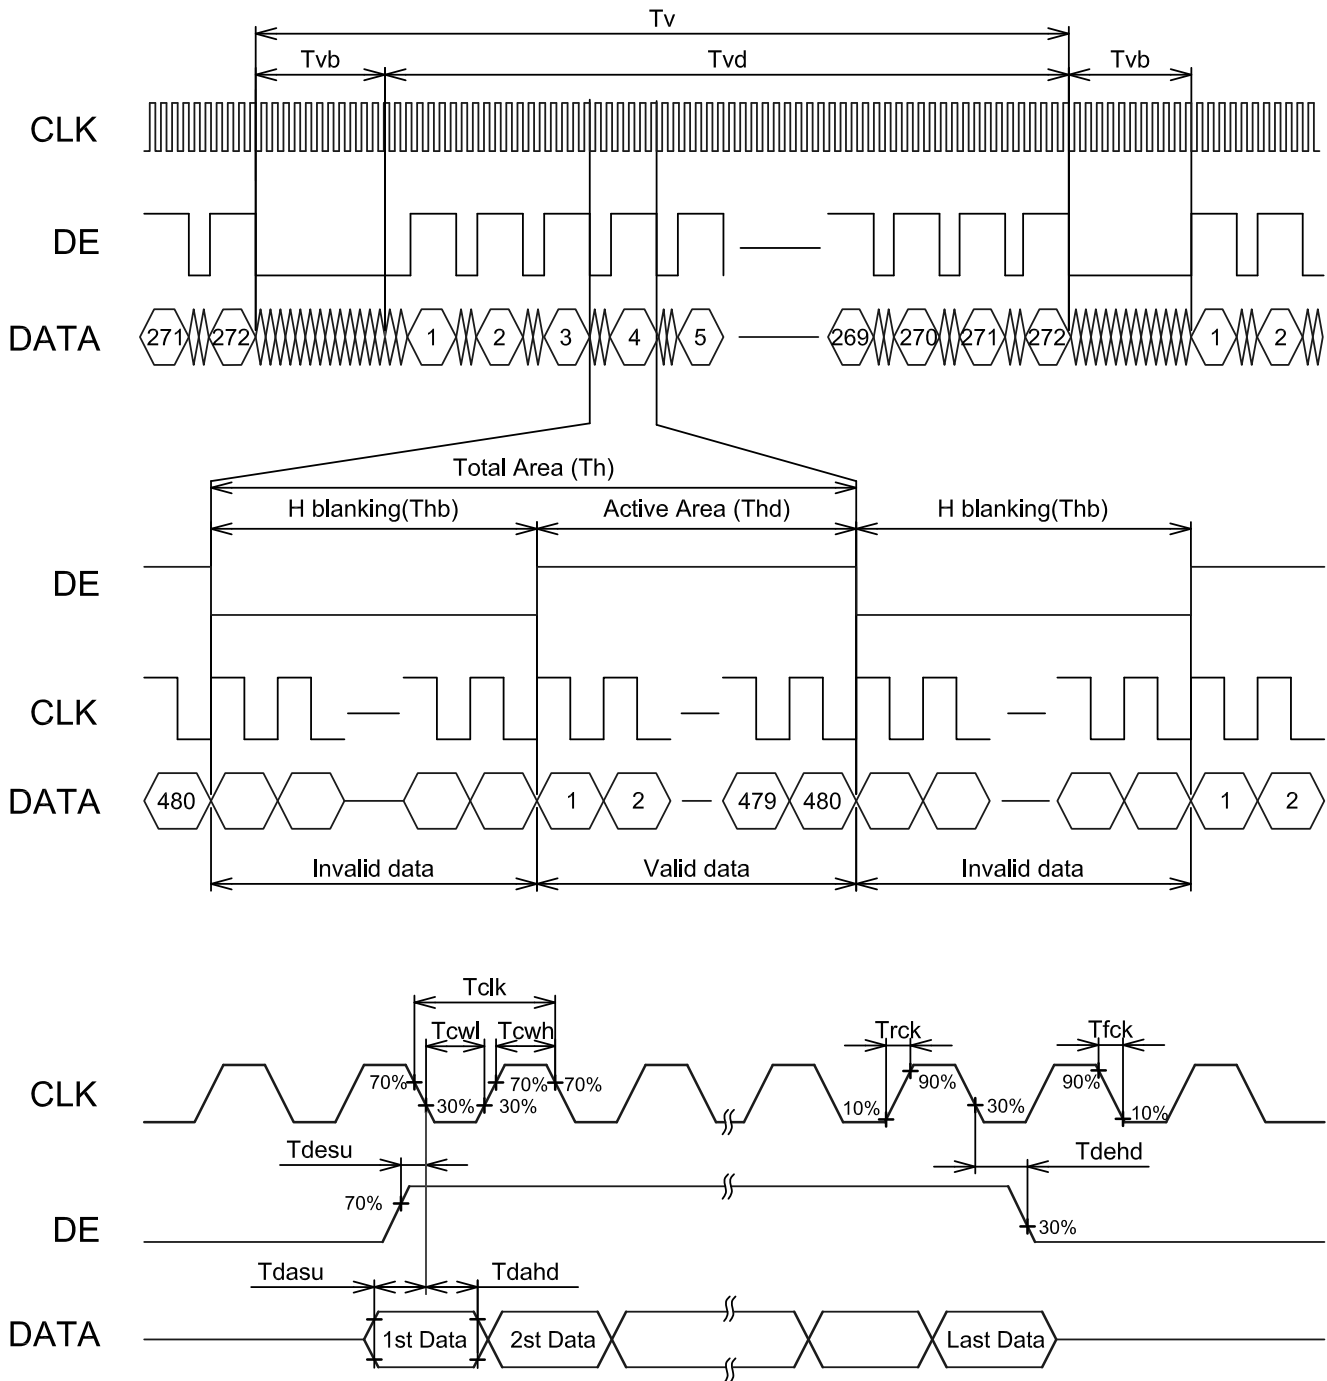 Tv
Tvb Tvd Tvb
CLK
DE
DATA 271 272 1 2 3 4 5 269 270 271 272 1 2
Total Area (Th)
H blanking(Thb) Active Area (Thd) H blanking(Thb)
DE
CLK
DATA 480 1 2 479 480 1 2
Invalid data Valid data Invalid data
Tclk
Tcwl Tcwh Trck Tfck
CLK 70% 70% 70% 90% 90%
30% 30% 10% 30% 10%
Tdesu Tdehd
70%
DE 30%
Tdasu Tdahd
DATA 1st Data 2st Data Last Data